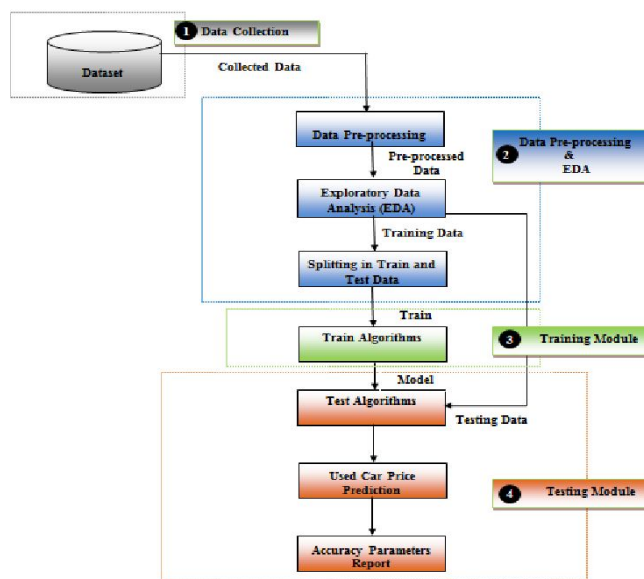 1 Data Collection
Dataset
Collected Data
Data Pre-processing
2 Data Pre-processing
&
EDA
Pre-processed
Data
Exploratory Data
Analysis (EDA)
Training Data
Splitting in Train and
Test Data
Train
Train Algorithms
3 Training Module
Model
Test Algorithms
Testing Data
Used Car Price
Prediction
4 Testing Module
Accuracy Parameters
Report